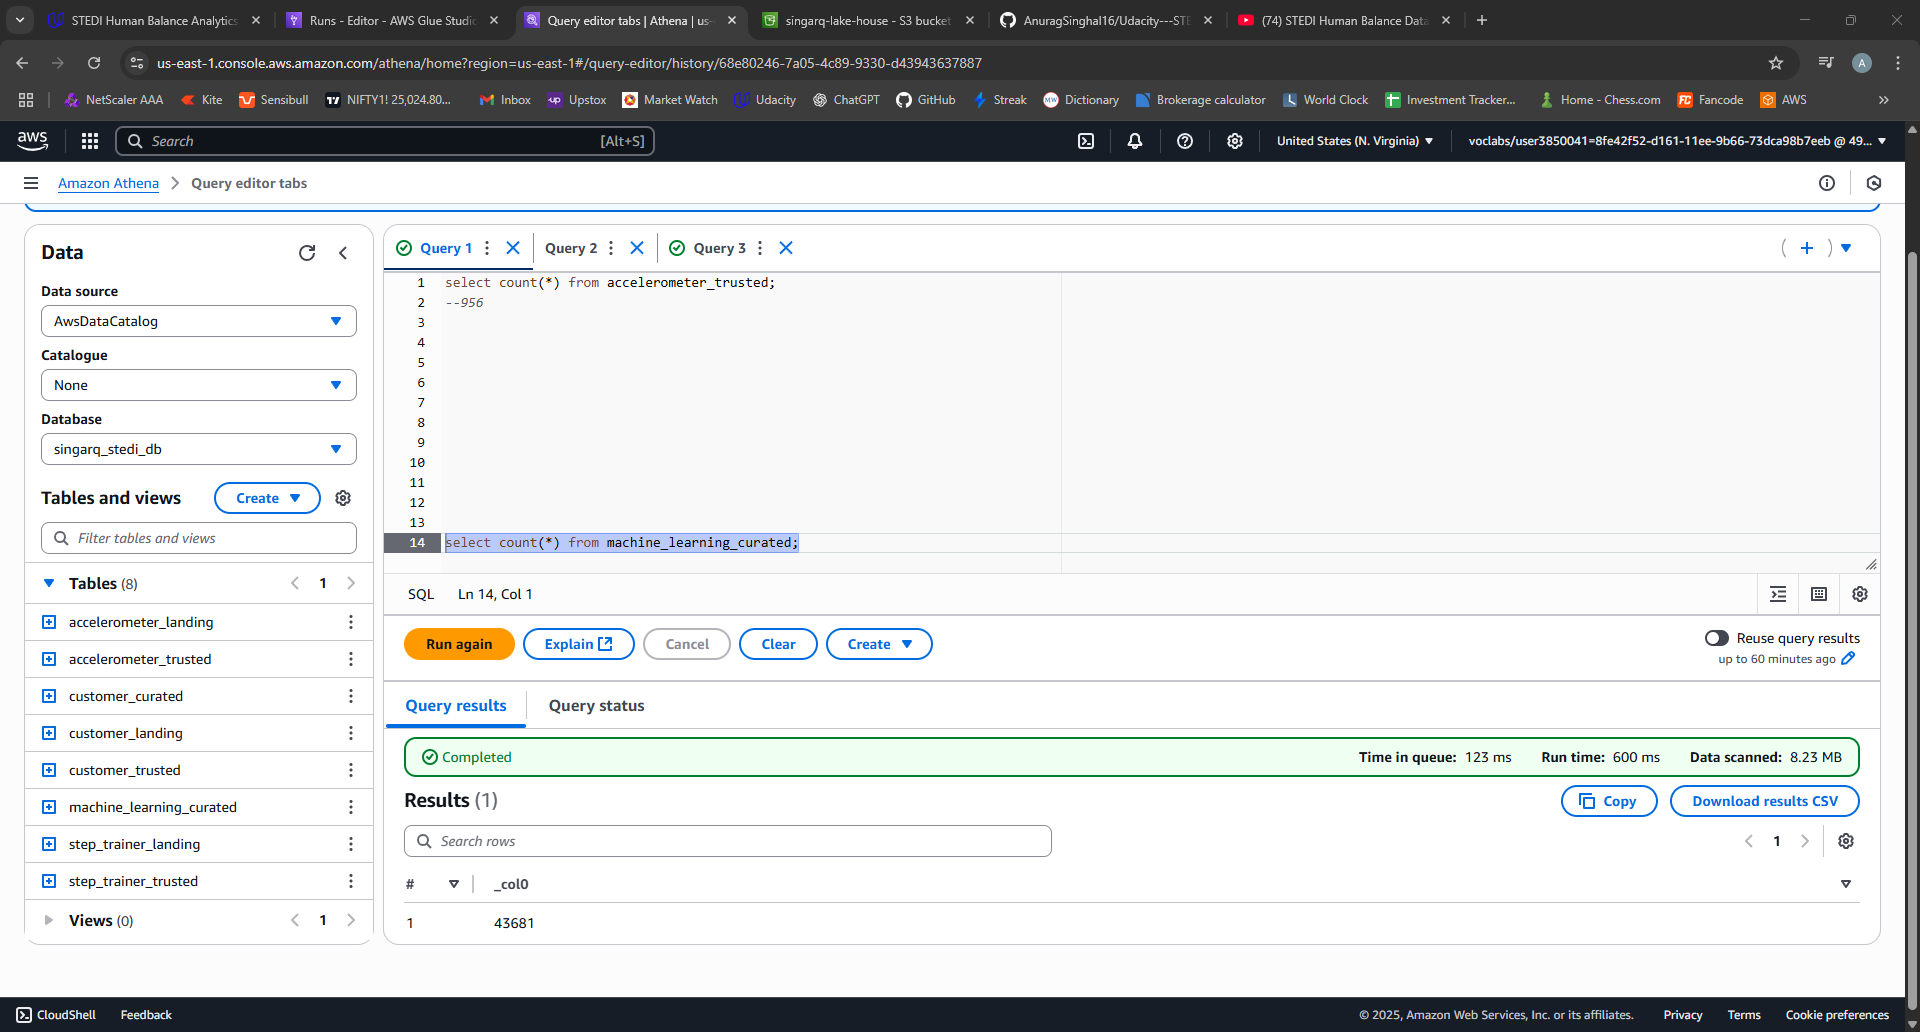 STEDI Human Balance Analytics
Runs - Editor - AWS Glue Studio
Query editor tabs | Athena | us-
singarq-lake-house - S3 bucket
AnuragSinghal16/Udacity---STE
(74) STEDI Human Balance Data
us-east-1.console.aws.amazon.com/athena/home?region=us-east-1#/query-editor/history/68e80246-7a05-4c89-9330-d43943637887
A
NetScaler AAA
Kite
Sensibull
NIFTY1! 25,024.80...
Inbox
Upstox
Market Watch
Udacity
ChatGPT
GitHub
Streak
Dictionary
Brokerage calculator
World Clock
Investment Tracker...
Home - Chess.com
Fancode
AWS
aws
Search
[Alt+S]
United States (N. Virginia)
voclabs/user3850041=8fe42f52-d161-11ee-9b66-73dca98b7eeb @ 49...
Amazon Athena
Query editor tabs
Data
Data source
AwsDataCatalog
Catalogue
None
Database
singarq_stedi_db
Tables and views
Create
Filter tables and views
Tables (8)
1
accelerometer_landing
accelerometer_trusted
customer_curated
customer_landing
customer_trusted
machine_learning_curated
step_trainer_landing
step_trainer_trusted
Views (0)
1
Query 1
Query 2
Query 3
1 select count(*) from accelerometer_trusted;
2 --956
3
4
5
6
7
8
9
10
11
12
13
14 select count(*) from machine_learning_curated;
SQL
Ln 14, Col 1
Run again
Explain
Cancel
Clear
Create
Reuse query results
up to 60 minutes ago
Query results
Query status
Completed
Time in queue: 123 ms
Run time: 600 ms
Data scanned: 8.23 MB
Results (1)
Copy
Download results CSV
Search rows
1
# _col0
1 43681
CloudShell
Feedback
© 2025, Amazon Web Services, Inc. or its affiliates.
Privacy
Terms
Cookie preferences